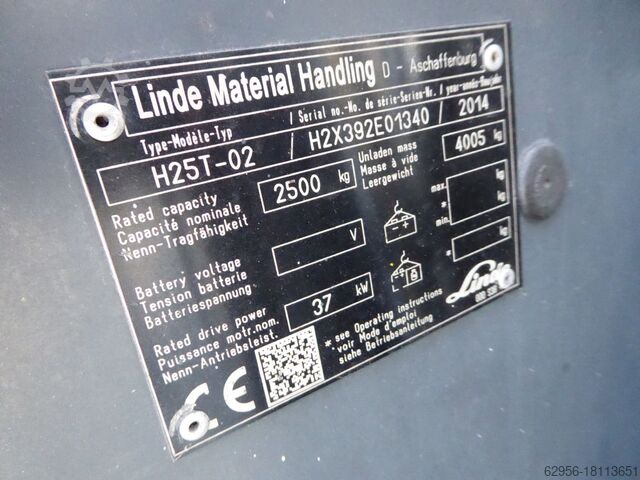 Linde Material Handling D - Aschaffenburg
Type-Modèle-Typ / Serial no.-No. de série-Serien-Nr. / year-année-Baujahr
H25T-02 / H2X392E01340 / 2014
Rated capacity
Capacité nominale
Nenn-Tragfähigkeit
2500 kg
Unladen mass
Masse à vide
Leergewicht
4005 kg
Battery voltage
Tension batterie
Batteriespannung
V
- +
max. kg
*
min. kg
Rated drive power
Puissance motr.nom.
Nenn-Antriebsleist.
37 kW
L
* kg
* see Operating instructions
voir Mode d'emploi
siehe Betriebsanleitung
CE
Linde
62956-18113651